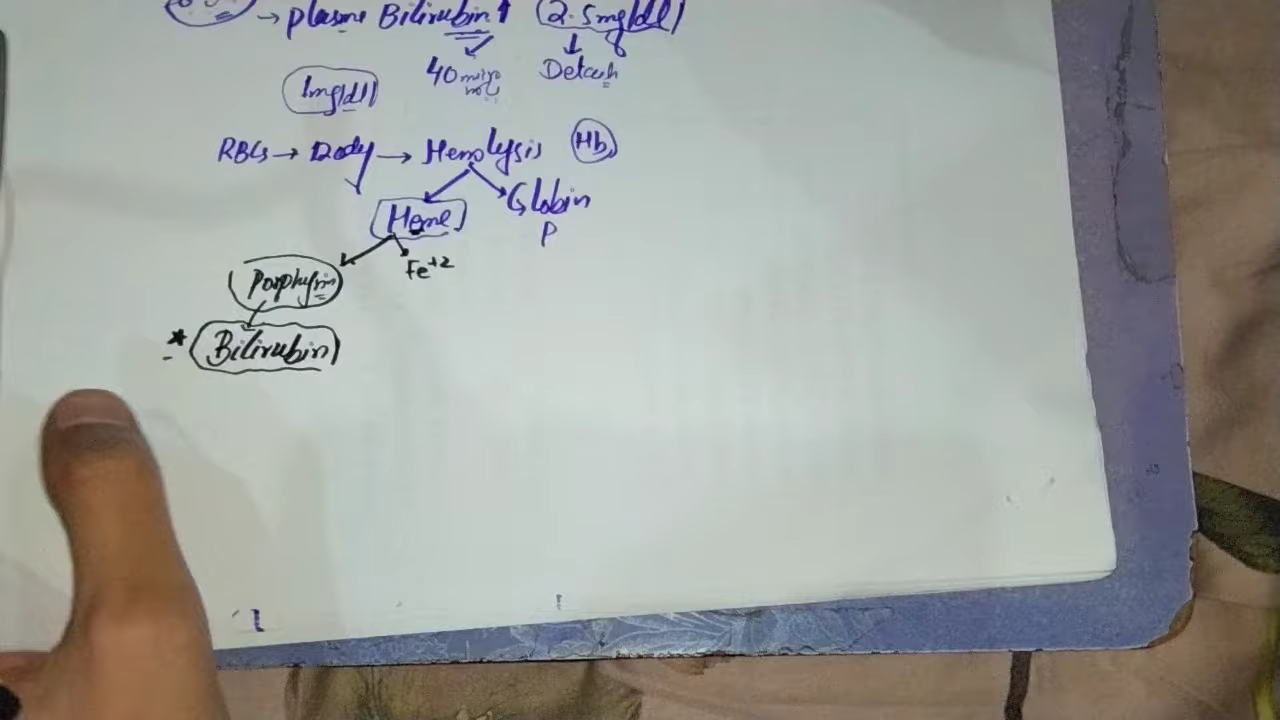 → plasma Bilirubin ↑ (2.5mg/dl)
40 micro mol Detach
1mg/dl
RBCs → Body → Hemolysis Hb
Heme Globin
P
Porphyrin Fe+2
* Bilirubin